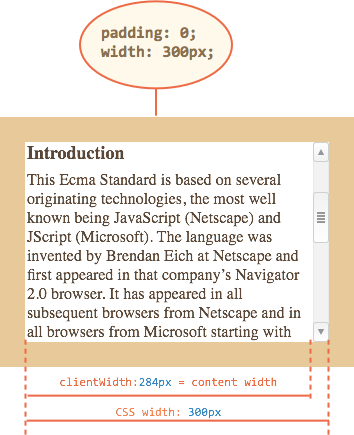 padding: 0;
width: 300px;
Introduction
This Ecma Standard is based on several
originating technologies, the most well
known being JavaScript (Netscape) and
JScript (Microsoft). The language was
invented by Brendan Eich at Netscape and
first appeared in that company’s Navigator
2.0 browser. It has appeared in all
subsequent browsers from Netscape and in
all browsers from Microsoft starting with
clientWidth:284px = content width
CSS width: 300px